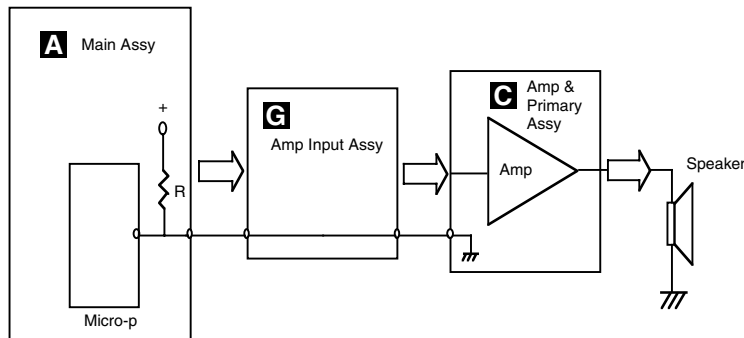 A Main Assy
+
R
Micro-p
G
Amp Input Assy
C Amp &
Primary
Assy
Amp
Speaker